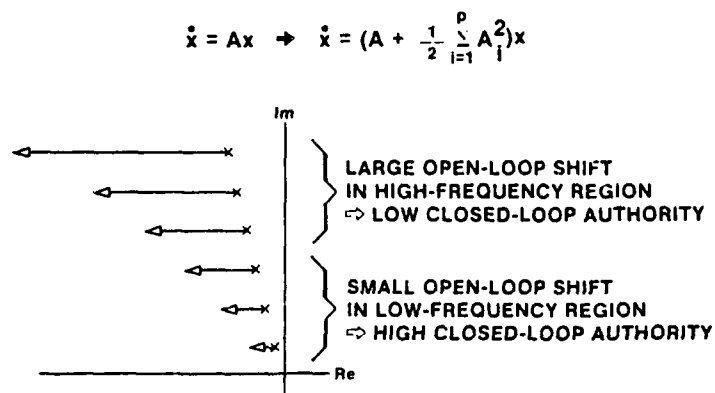 ẋ = Ax → ẋ = (A + 1/2 Σ_{i=1}^{p} A_i^2)x
Im
LARGE OPEN-LOOP SHIFT
IN HIGH-FREQUENCY REGION
⇨ LOW CLOSED-LOOP AUTHORITY
SMALL OPEN-LOOP SHIFT
IN LOW-FREQUENCY REGION
⇨ HIGH CLOSED-LOOP AUTHORITY
Re